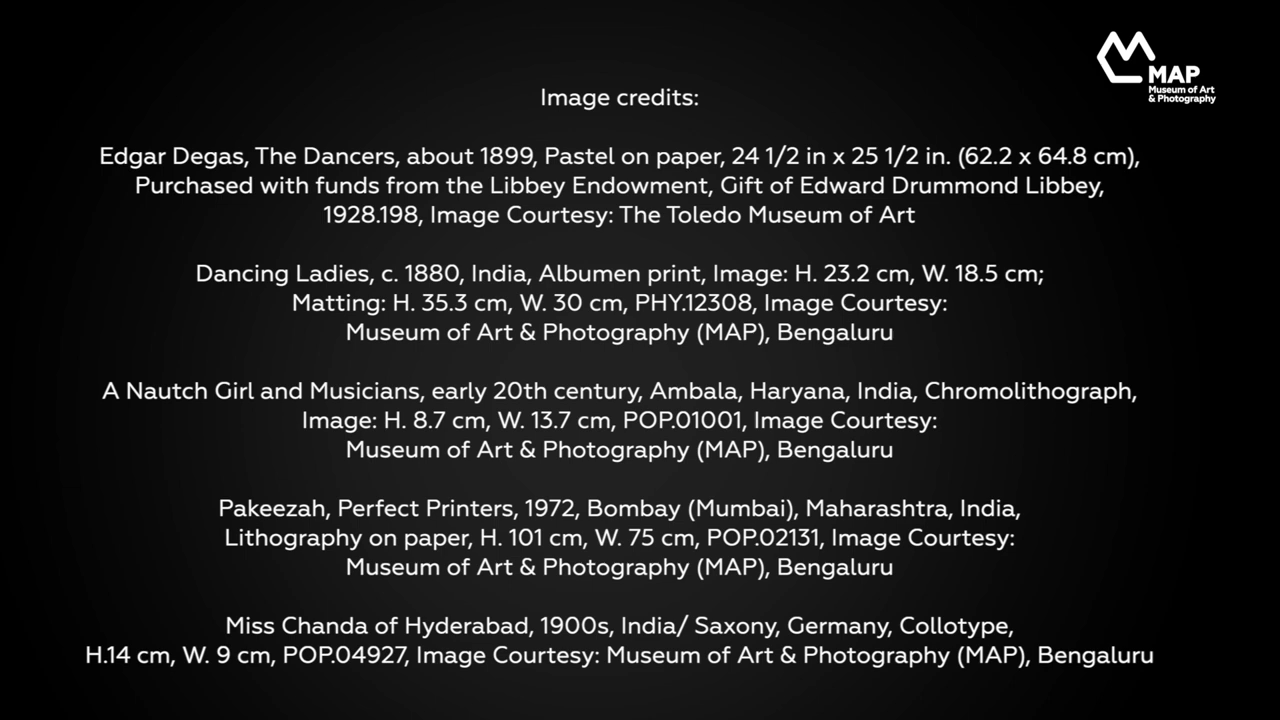 MAP
Museum of Art
& Photography
Image credits:
Edgar Degas, The Dancers, about 1899, Pastel on paper, 24 1/2 in x 25 1/2 in. (62.2 x 64.8 cm),
Purchased with funds from the Libbey Endowment, Gift of Edward Drummond Libbey,
1928.198, Image Courtesy: The Toledo Museum of Art
Dancing Ladies, c. 1880, India, Albumen print, Image: H. 23.2 cm, W. 18.5 cm;
Matting: H. 35.3 cm, W. 30 cm, PHY.12308, Image Courtesy:
Museum of Art & Photography (MAP), Bengaluru
A Nautch Girl and Musicians, early 20th century, Ambala, Haryana, India, Chromolithograph,
Image: H. 8.7 cm, W. 13.7 cm, POP.01001, Image Courtesy:
Museum of Art & Photography (MAP), Bengaluru
Pakeezah, Perfect Printers, 1972, Bombay (Mumbai), Maharashtra, India,
Lithography on paper, H. 101 cm, W. 75 cm, POP.02131, Image Courtesy:
Museum of Art & Photography (MAP), Bengaluru
Miss Chanda of Hyderabad, 1900s, India/ Saxony, Germany, Collotype,
H.14 cm, W. 9 cm, POP.04927, Image Courtesy: Museum of Art & Photography (MAP), Bengaluru